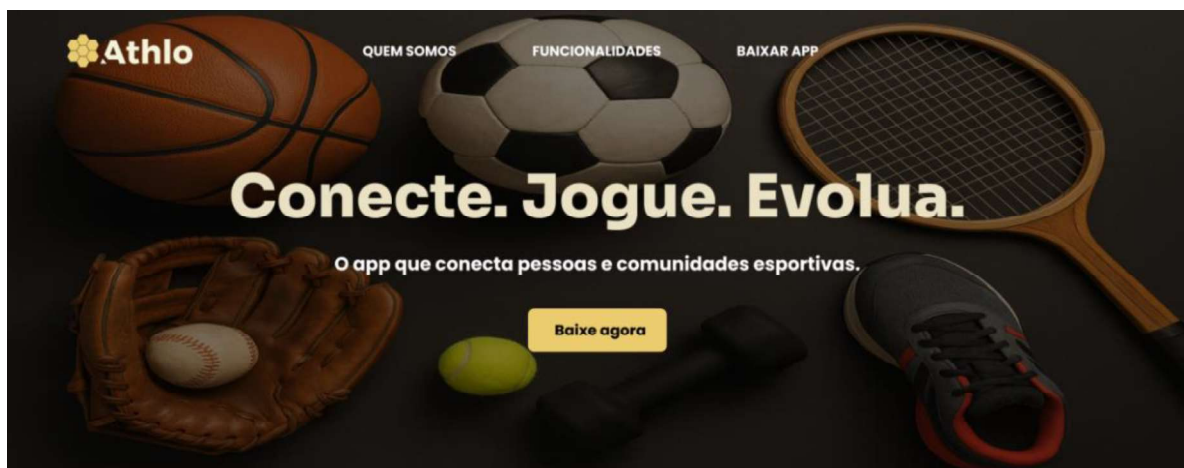 Athlo
QUEM SOMOS
FUNCIONALIDADES
BAIXAR APP
Conecte. Jogue. Evolua.
O app que conecta pessoas e comunidades esportivas.
Baixe agora